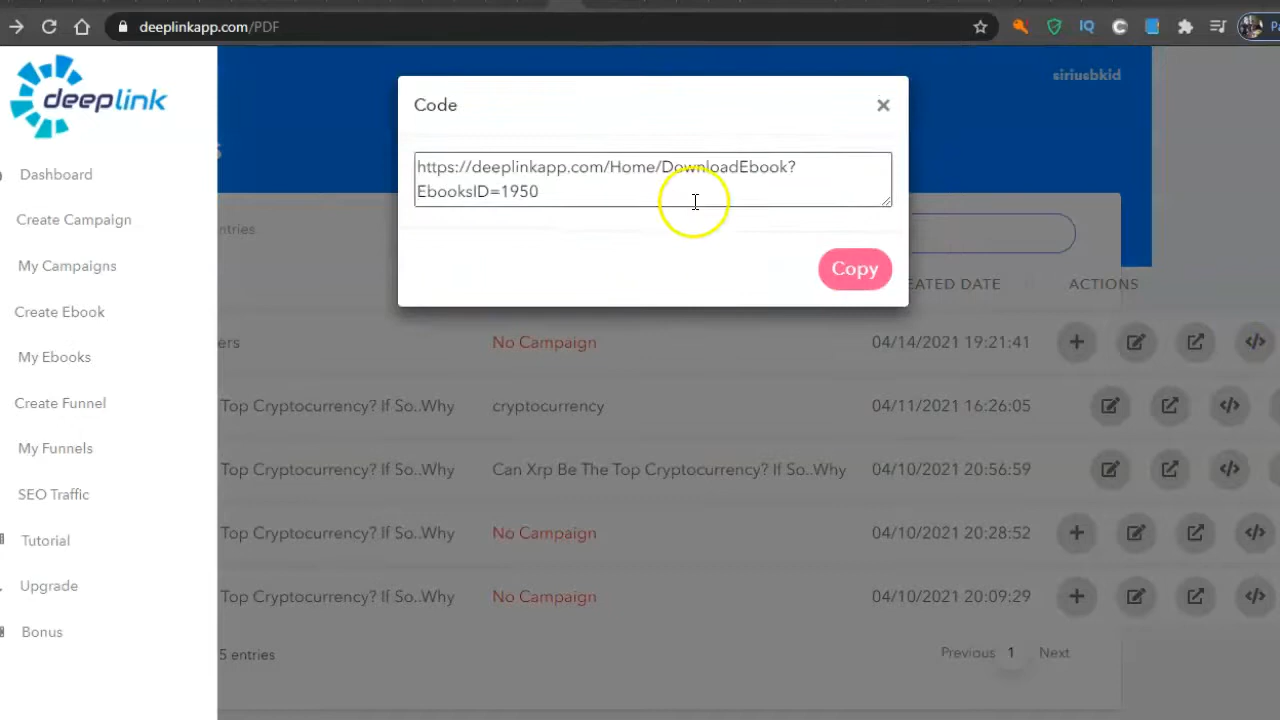 deeplinkapp.com/PDF
IQ
deeplink
siriusbkid
Code
×
https://deeplinkapp.com/Home/DownloadEbook?
EbooksID=1950
Copy
Dashboard
Create Campaign
My Campaigns
Create Ebook
My Ebooks
Create Funnel
My Funnels
SEO Traffic
Tutorial
Upgrade
Bonus
ntries
EATED DATE ACTIONS
ers No Campaign 04/14/2021 19:21:41
Top Cryptocurrency? If So..Why cryptocurrency 04/11/2021 16:26:05
Top Cryptocurrency? If So..Why Can Xrp Be The Top Cryptocurrency? If So..Why 04/10/2021 20:56:59
Top Cryptocurrency? If So..Why No Campaign 04/10/2021 20:28:52
Top Cryptocurrency? If So..Why No Campaign 04/10/2021 20:09:29
5 entries Previous 1 Next